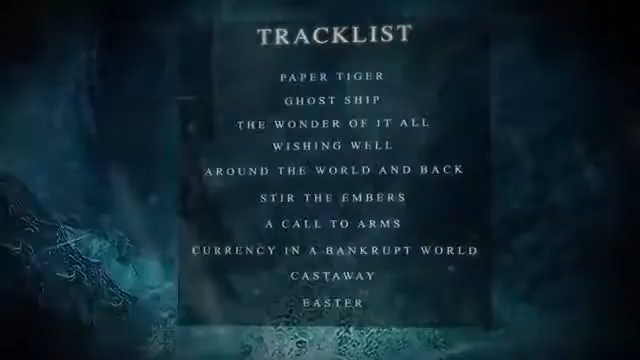 TRACKLIST
PAPER TIGER
GHOST SHIP
THE WONDER OF IT ALL
WISHING WELL
AROUND THE WORLD AND BACK
STIR THE EMBERS
A CALL TO ARMS
CURRENCY IN A BANKRUPT WORLD
CASTAWAY
EASTER